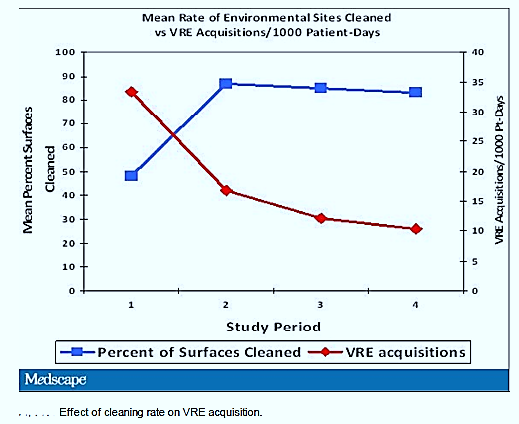 Mean Rate of Environmental Sites Cleaned
vs VRE Acquisitions/1000 Patient-Days
100
90
80
70
60
50
40
30
20
10
0
Mean Percent Surfaces
Cleaned
40
35
30
25
20
15
10
5
0
VRE Acquisitions/1000 Pt-Days
1 2 3 4
Study Period
Percent of Surfaces Cleaned VRE acquisitions
Medscape
Effect of cleaning rate on VRE acquisition.